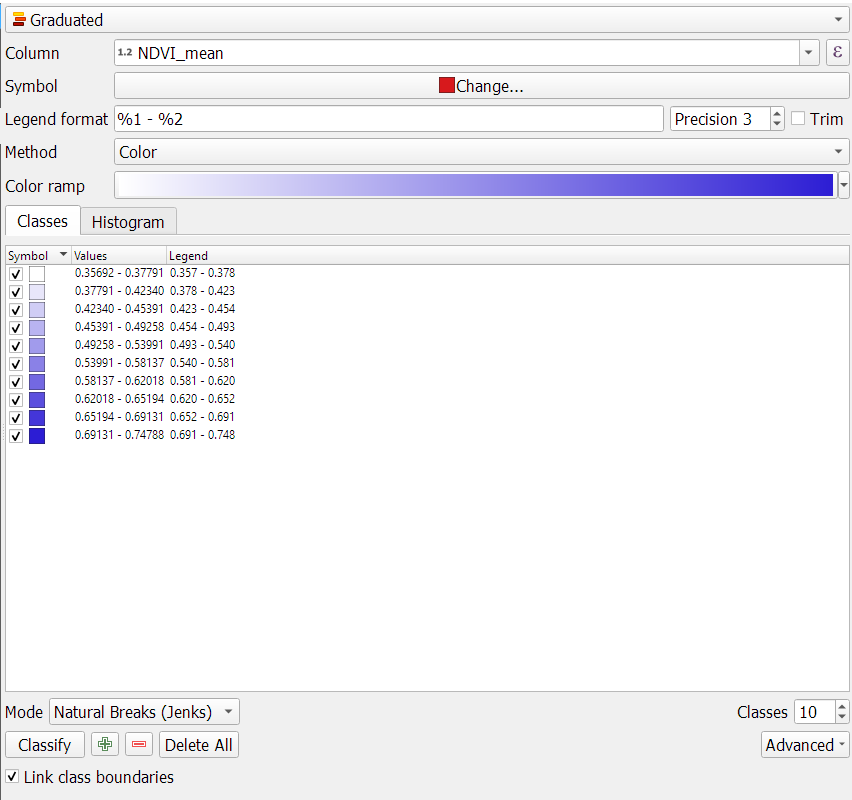 Graduated
Column 1.2 NDVI_mean ε
Symbol Change...
Legend format %1 - %2 Precision 3 Trim
Method Color
Color ramp
Classes Histogram
Symbol Values Legend
0.35692 - 0.37791 0.357 - 0.378
0.37791 - 0.42340 0.378 - 0.423
0.42340 - 0.45391 0.423 - 0.454
0.45391 - 0.49258 0.454 - 0.493
0.49258 - 0.53991 0.493 - 0.540
0.53991 - 0.58137 0.540 - 0.581
0.58137 - 0.62018 0.581 - 0.620
0.62018 - 0.65194 0.620 - 0.652
0.65194 - 0.69131 0.652 - 0.691
0.69131 - 0.74788 0.691 - 0.748
Mode Natural Breaks (Jenks) Classes 10
Classify Delete All Advanced
Link class boundaries